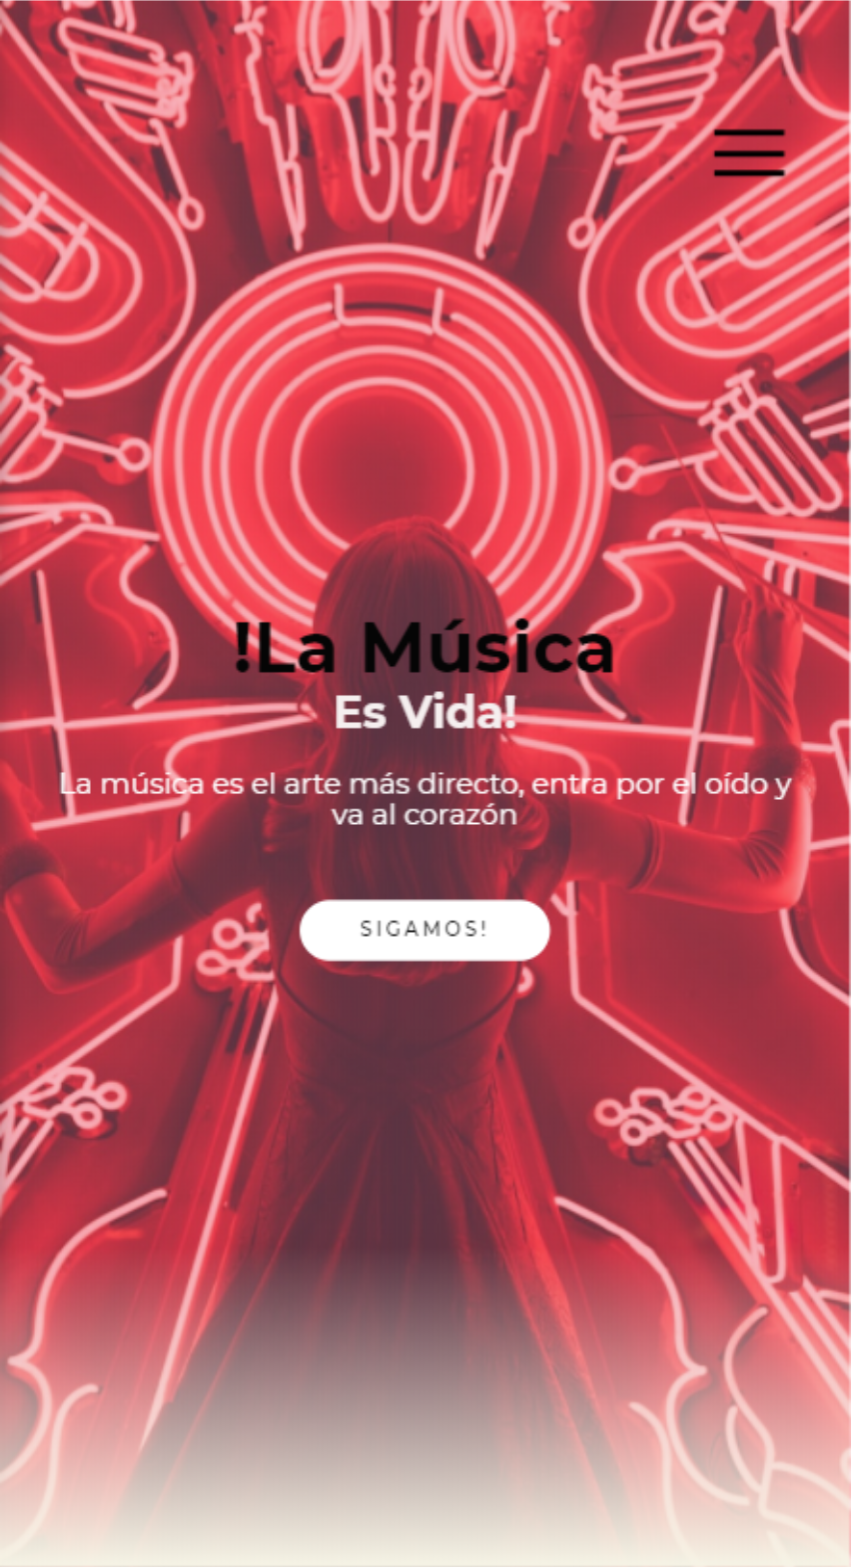 !La Música
Es Vida!
La música es el arte más directo, entra por el oído y
va al corazón
SIGAMOS!